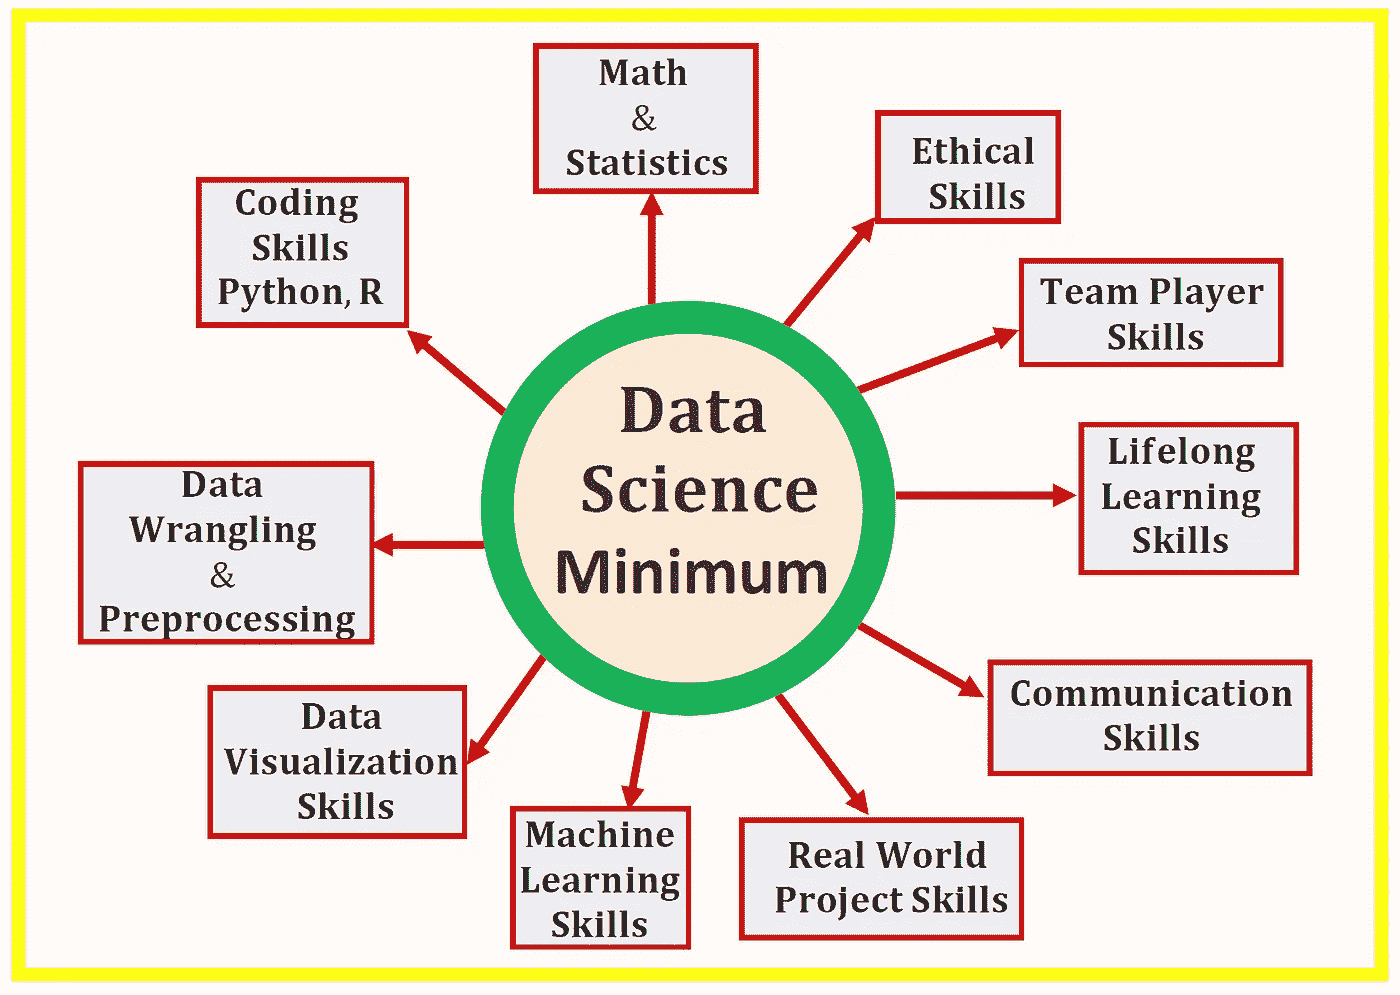 Math
&
Statistics
Ethical
Skills
Team Player
Skills
Lifelong
Learning
Skills
Communication
Skills
Real World
Project Skills
Machine
Learning
Skills
Data
Visualization
Skills
Data
Wrangling
&
Preprocessing
Coding
Skills
Python, R
Data
Science
Minimum